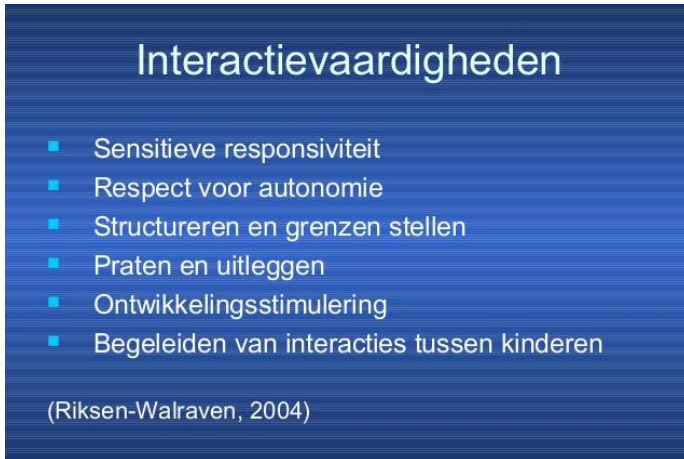 Interactievaardigheden
Sensitieve responsiviteit
Respect voor autonomie
Structureren en grenzen stellen
Praten en uitleggen
Ontwikkelingsstimulering
Begeleiden van interacties tussen kinderen
(Riksen-Walraven, 2004)